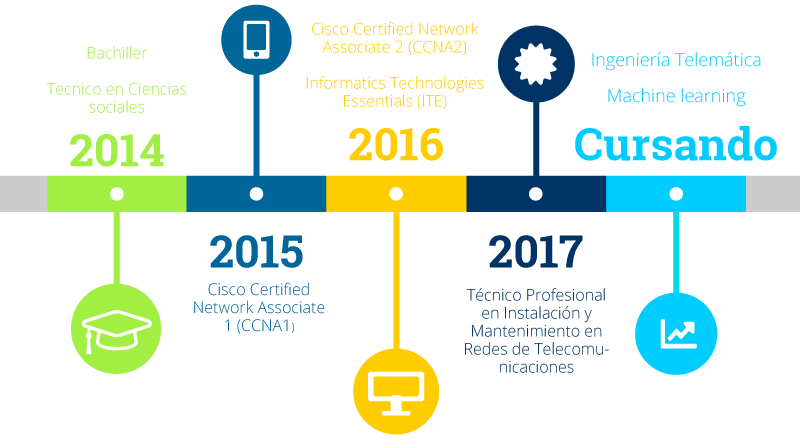 Bachiller
Tecnico en Ciencias
sociales
2014
2015
Cisco Certified
Network Associate
1 (CCNA1)
Cisco Certified Network
Associate 2 (CCNA2)
Informatics Technologies
Essentials (ITE)
2016
2017
Técnico Profesional
en Instalación y
Mantenimiento en
Redes de Telecomu-
nicaciones
Ingeniería Telemática
Machine learning
Cursando